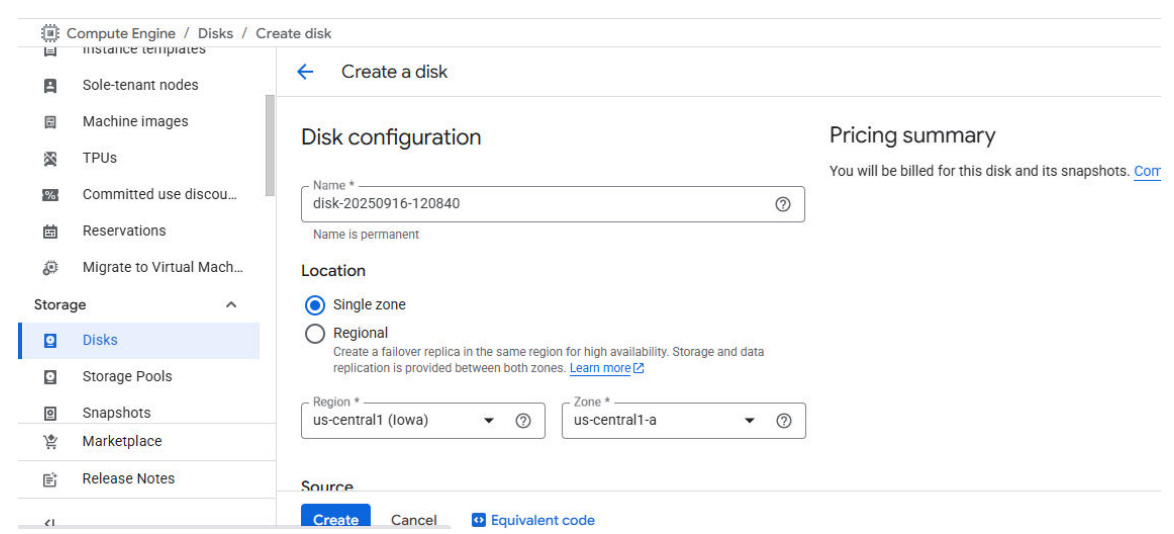 Compute Engine / Disks / Create disk
Instance templates
Sole-tenant nodes
Machine images
TPUs
Committed use discou...
Reservations
Migrate to Virtual Mach...
Storage
Disks
Storage Pools
Snapshots
Marketplace
Release Notes
Create a disk
Disk configuration
Name *
disk-20250916-120840
Name is permanent
Location
Single zone
Regional
Create a failover replica in the same region for high availability. Storage and data
replication is provided between both zones. Learn more
Region *
us-central1 (Iowa)
Zone *
us-central1-a
Source
Create Cancel Equivalent code
Pricing summary
You will be billed for this disk and its snapshots. Com